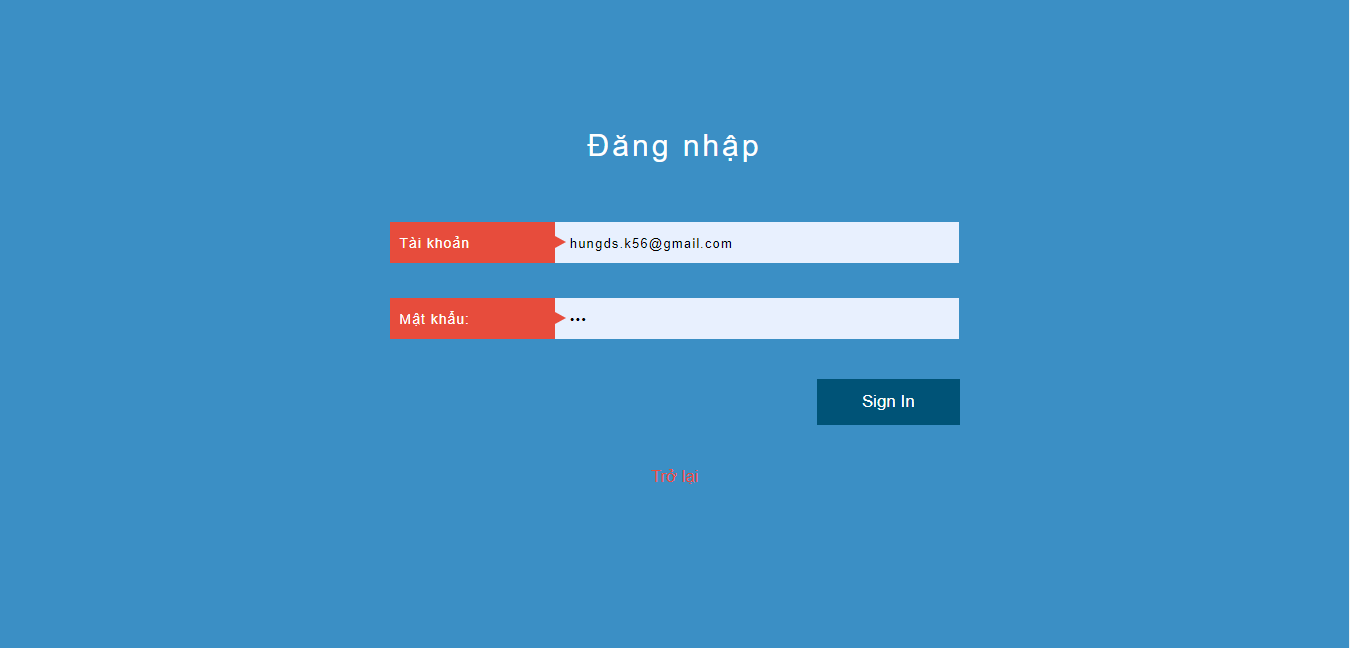 Đăng nhập
Tài khoản
hungds.k56@gmail.com
Mật khẩu:
•••
Sign In
Trở lại